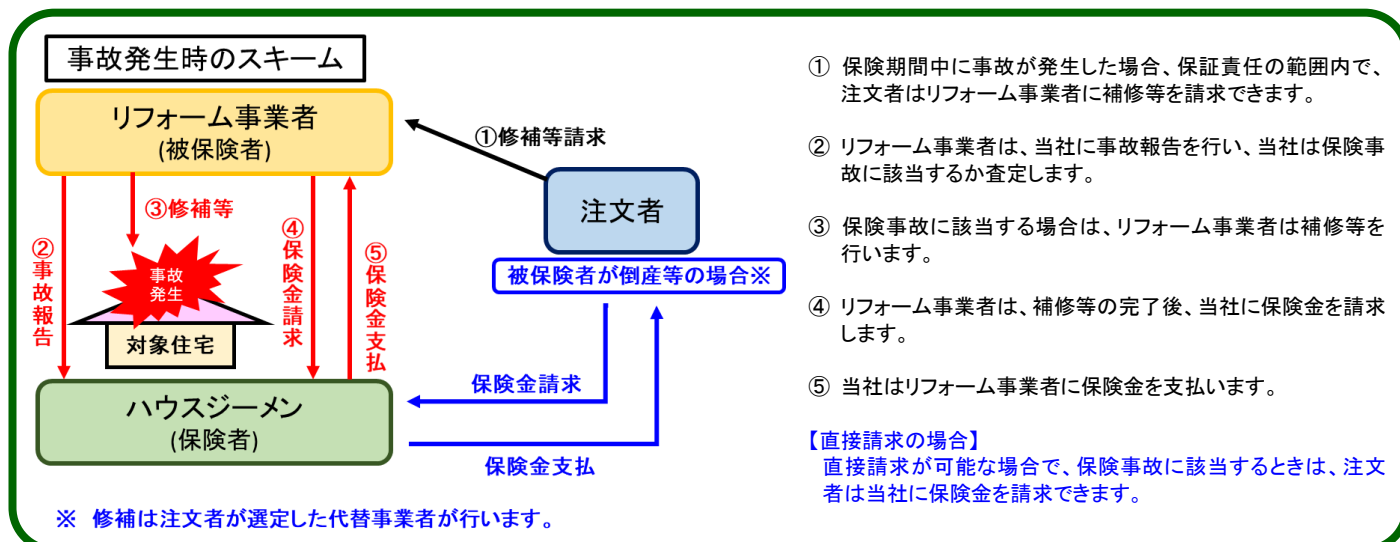 事故発生時のスキーム
リフォーム事業者
(被保険者)
①修補等請求
注文者
③修補等
②事故報告
④保険金請求
⑤保険金支払
事故
発生
対象住宅
被保険者が倒産等の場合※
保険金請求
ハウスジーメン
(保険者)
保険金支払
※ 修補は注文者が選定した代替事業者が行います。
① 保険期間中に事故が発生した場合、保証責任の範囲内で、
注文者はリフォーム事業者に補修等を請求できます。
② リフォーム事業者は、当社に事故報告を行い、当社は保険事
故に該当するか査定します。
③ 保険事故に該当する場合は、リフォーム事業者は補修等を
行います。
④ リフォーム事業者は、補修等の完了後、当社に保険金を請求
します。
⑤ 当社はリフォーム事業者に保険金を支払います。
【直接請求の場合】
直接請求が可能な場合で、保険事故に該当するときは、注文
者は当社に保険金を請求できます。